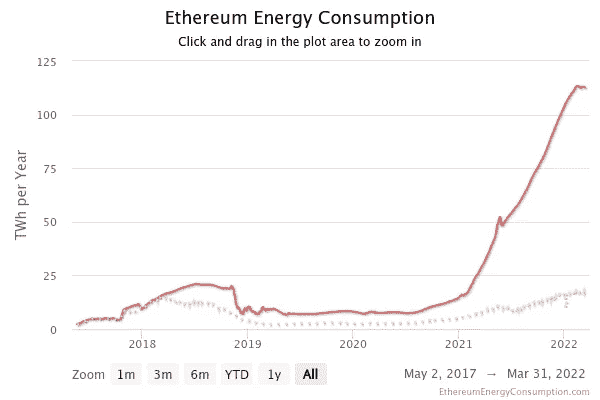 Ethereum Energy Consumption
Click and drag in the plot area to zoom in
TWh per Year
125
100
75
50
25
0
2018 2019 2020 2021 2022
Zoom 1m 3m 6m YTD 1y All May 2, 2017 → Mar 31, 2022
EthereumEnergyConsumption.com